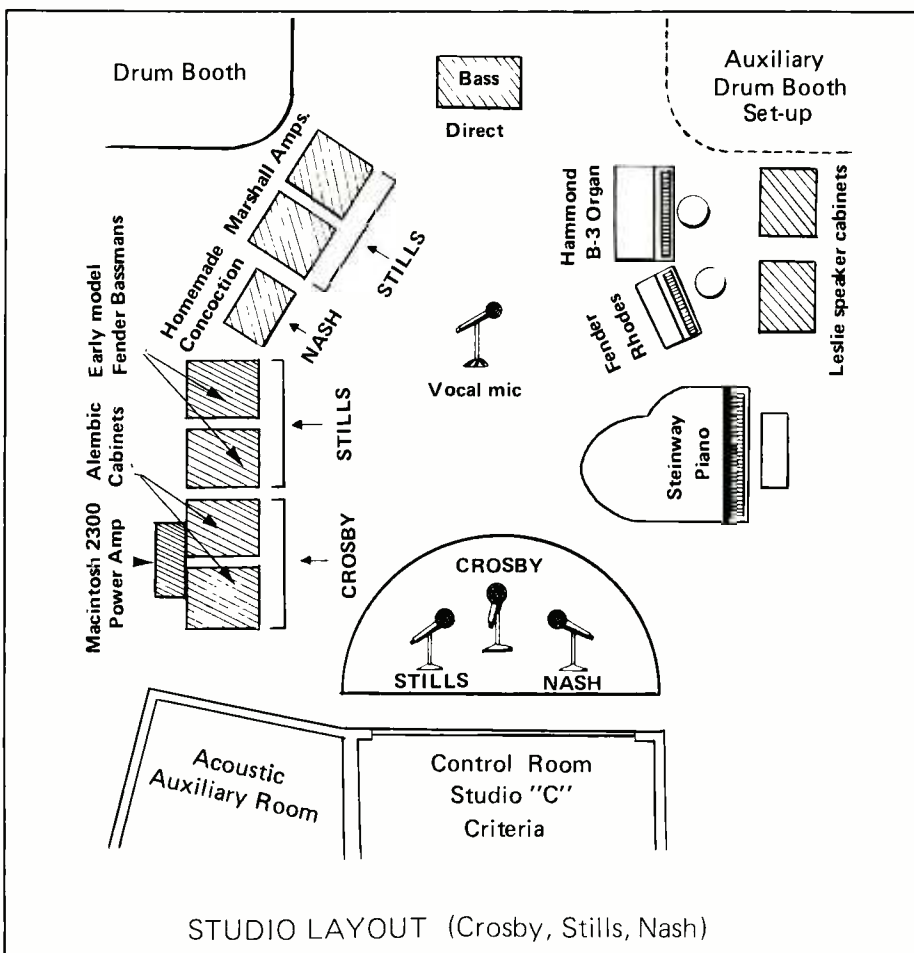 Drum Booth
Bass
Direct
Auxiliary
Drum Booth
Set-up
Marshall Amps.
Homemade
Concoction
STILLS
NASH
Hammond
B-3 Organ
Fender
Rhodes
Leslie speaker cabinets
Vocal mic
Early model
Fender Bassmans
STILLS
Alembic
Cabinets
Macintosh 2300
Power Amp
CROSBY
Steinway
Piano
CROSBY
STILLS
NASH
Acoustic
Auxiliary Room
Control Room
Studio "C"
Criteria
STUDIO LAYOUT (Crosby, Stills, Nash)